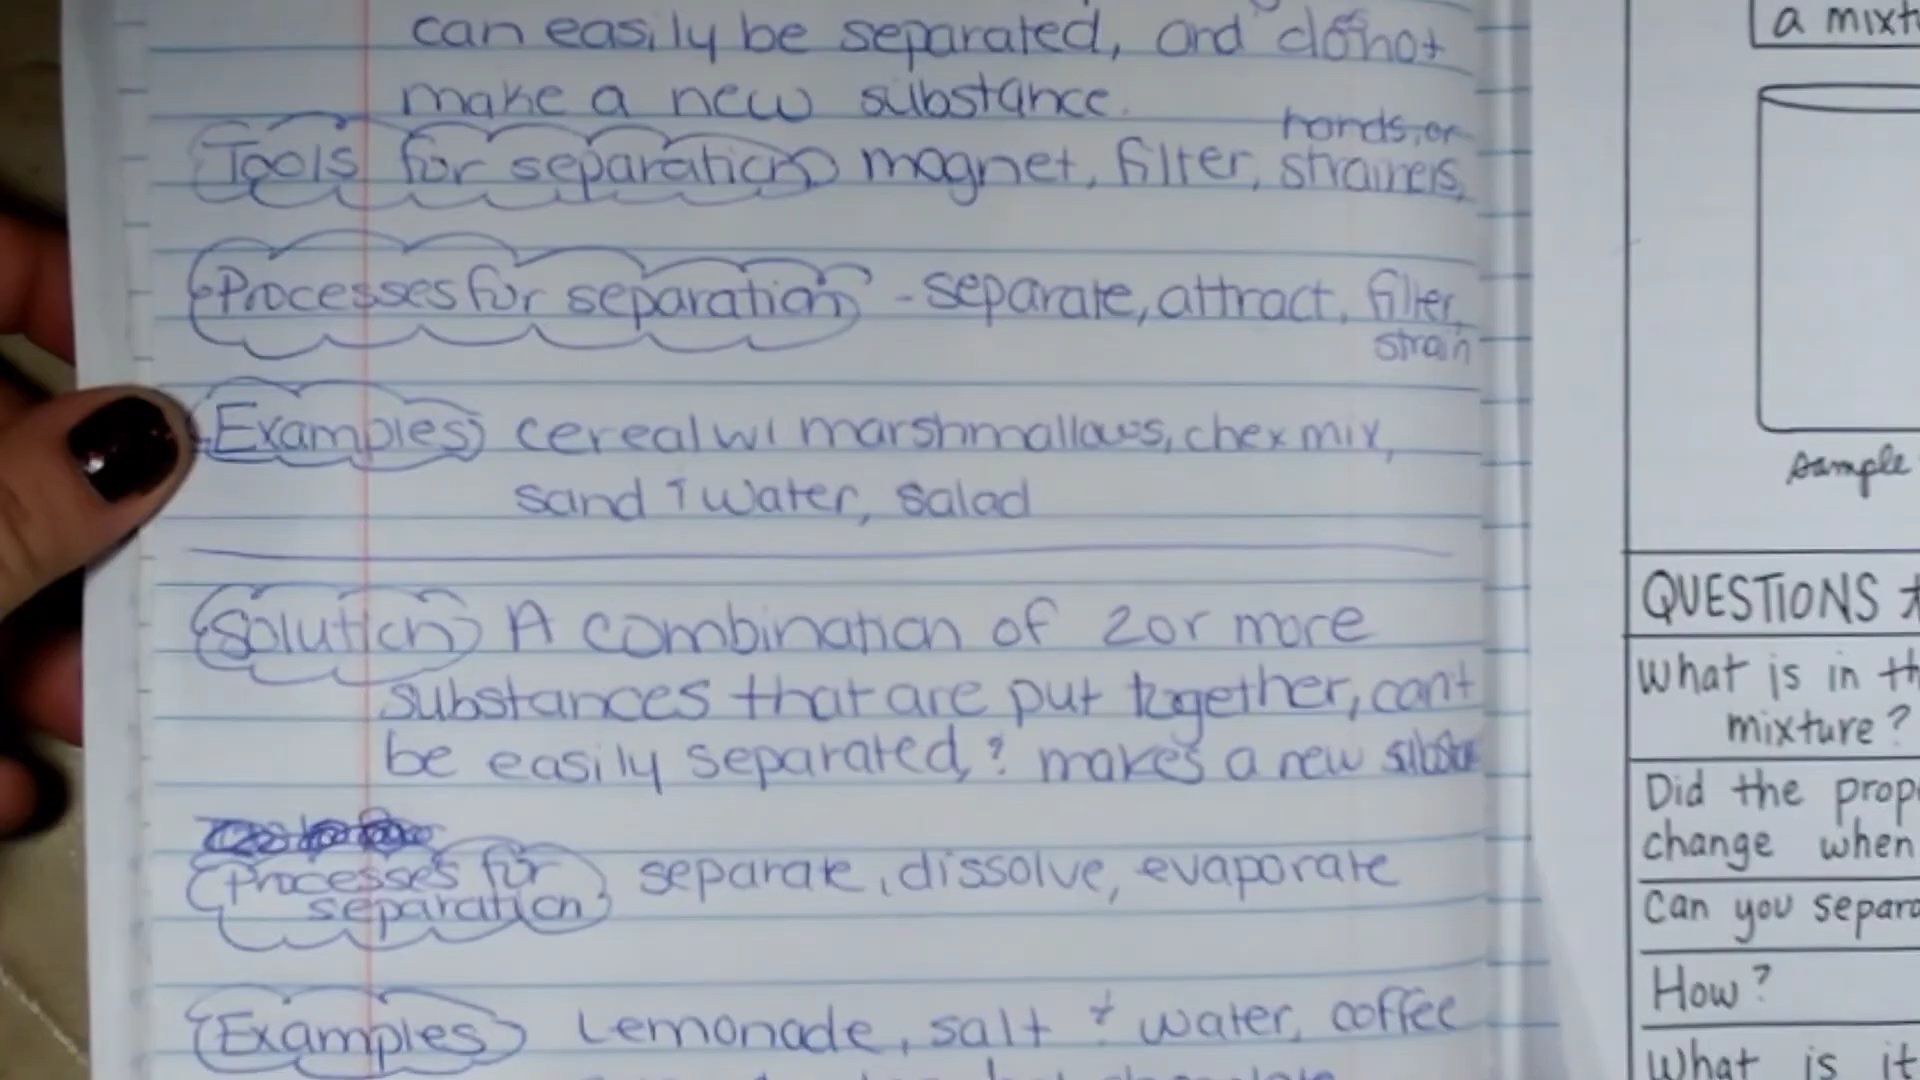 can easily be separated, and do not
make a new substance.
Tools for separation magnet, filter, strainers,
hands, or
Processes for separation - separate, attract, filter,
strain
Examples cereal w/ marshmallows, chex mix,
sand + water, salad
Solution A combination of 2 or more
substances that are put together, can't
be easily separated, & makes a new
Processes for
separation
separate, dissolve, evaporate
Examples Lemonade, salt + water, coffee
a mixt
sample
QUESTIONS
What is in th
mixture?
Did the prop
change when
Can you separa
How?
What is it